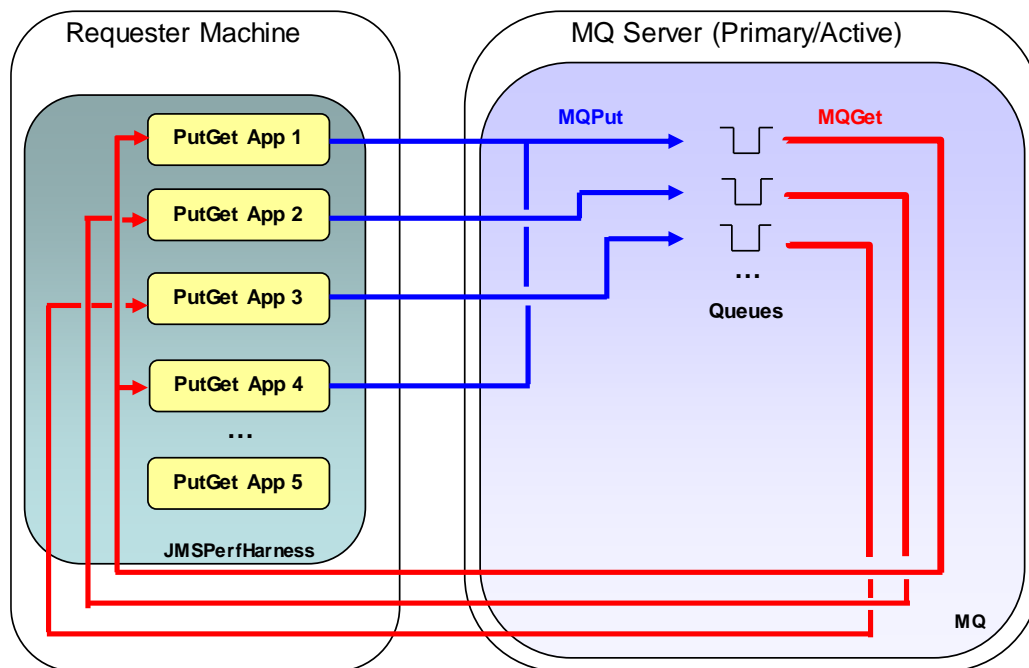 Requester Machine
MQ Server (Primary/Active)
PutGet App 1
PutGet App 2
PutGet App 3
PutGet App 4
...
PutGet App 5
JMSPerfHarness
MQPut
MQGet
...
Queues
MQ